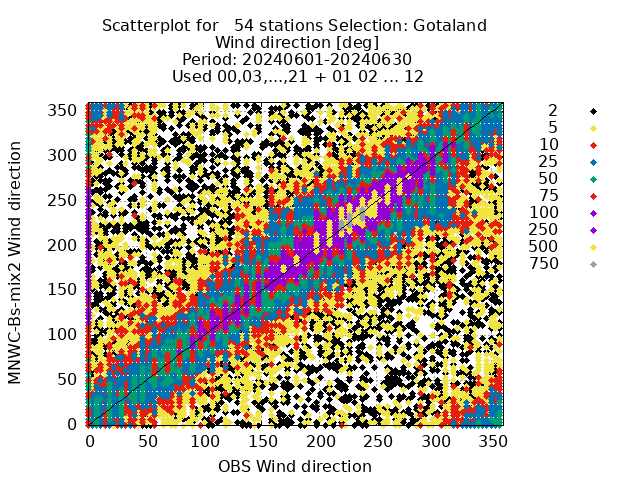 Scatterplot for   54 stations Selection: Gotaland
Wind direction [deg]
Period: 20240601-20240630
Used 00,03,...,21 + 01 02 ... 12
MNWC-Bs-mix2 Wind direction
350
300
250
200
150
100
50
0
0 50 100 150 200 250 300 350
OBS Wind direction
2
5
10
25
50
75
100
250
500
750